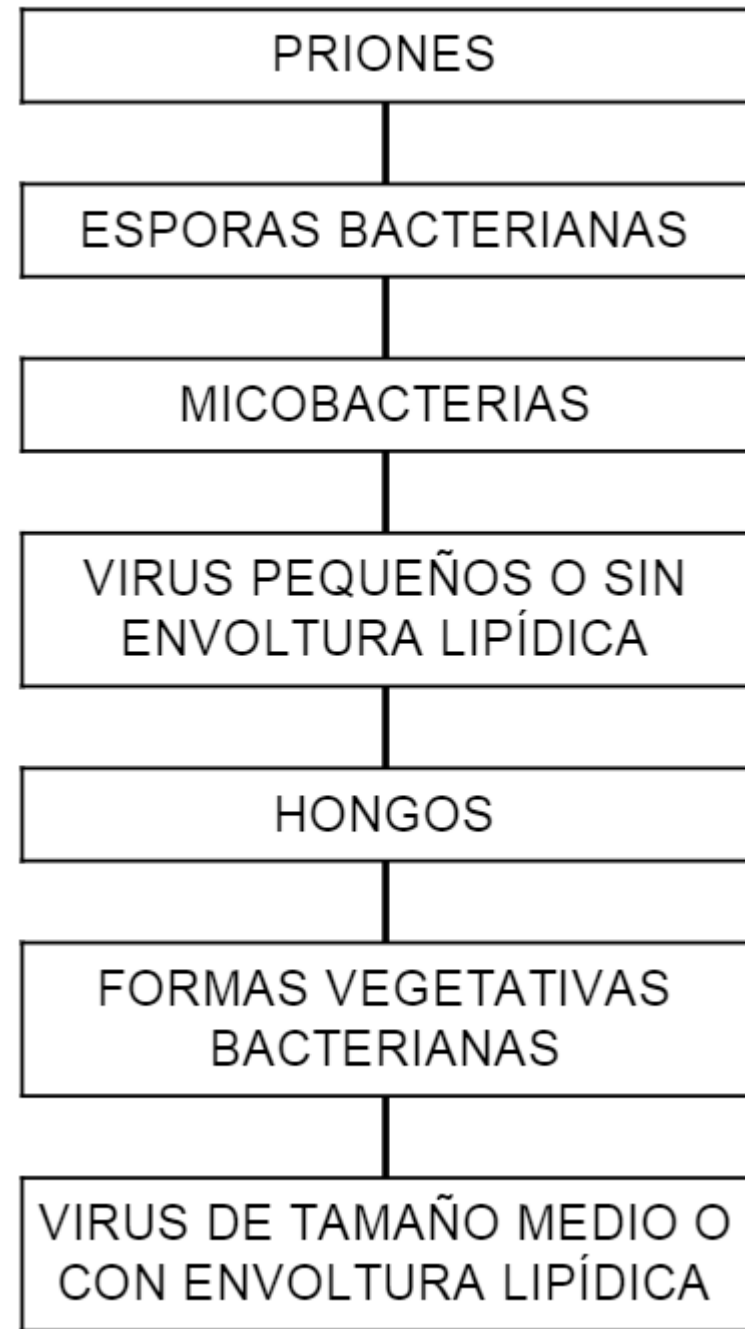 PRIONES
ESPORAS BACTERIANAS
MICOBACTERIAS
VIRUS PEQUEÑOS O SIN
ENVOLTURA LIPÍDICA
HONGOS
FORMAS VEGETATIVAS
BACTERIANAS
VIRUS DE TAMAÑO MEDIO O
CON ENVOLTURA LIPÍDICA